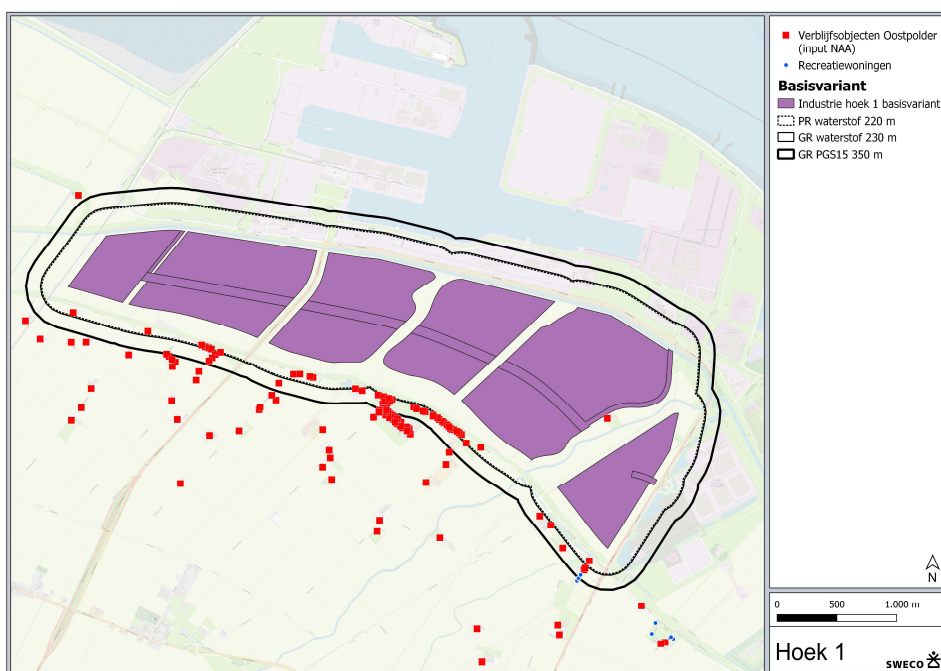 Verblijfsobjecten Oostpolder
(input NAA)
Recreatiewoningen
Basisvariant
Industrie hoek 1 basisvariant
PR waterstof 220 m
GR waterstof 230 m
GR PGS15 350 m
N
0 500 1.000 m
Hoek 1
SWECO